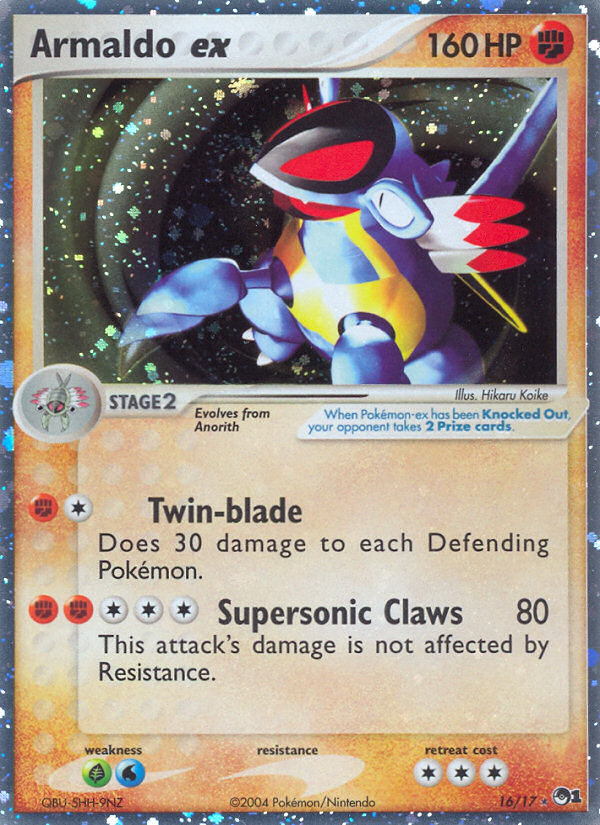 Armaldo ex
160 HP
Illus. Hikaru Koike
STAGE 2
Evolves from
Anorith
When Pokémon-ex has been Knocked Out,
your opponent takes 2 Prize cards.
Twin-blade
Does 30 damage to each Defending
Pokémon.
Supersonic Claws 80
This attack's damage is not affected by
Resistance.
weakness
resistance
retreat cost
QBU-5HH-9NZ
©2004 Pokémon/Nintendo
16/17 ★ 1